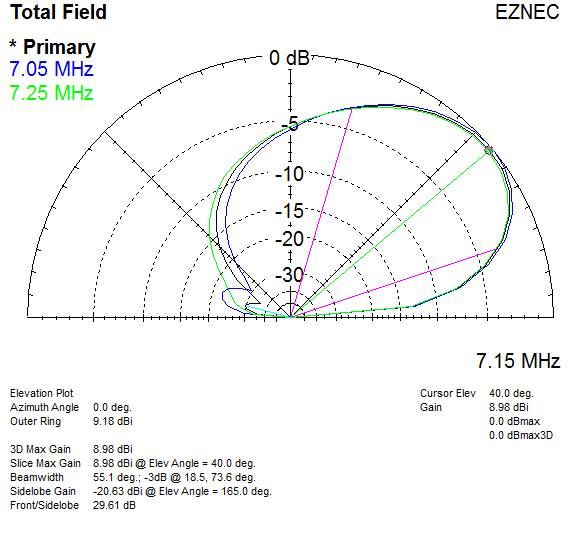 Total Field
EZNEC
* Primary
7.05 MHz
7.25 MHz
0 dB
-5
-10
-15
-20
-30
7.15 MHz
Elevation Plot
Azimuth Angle 0.0 deg.
Outer Ring 9.18 dBi
3D Max Gain 8.98 dBi
Slice Max Gain 8.98 dBi @ Elev Angle = 40.0 deg.
Beamwidth 55.1 deg.; -3dB @ 18.5, 73.6 deg.
Sidelobe Gain -20.63 dBi @ Elev Angle = 165.0 deg.
Front/Sidelobe 29.61 dB
Cursor Elev 40.0 deg.
Gain 8.98 dBi
0.0 dBmax
0.0 dBmax3D